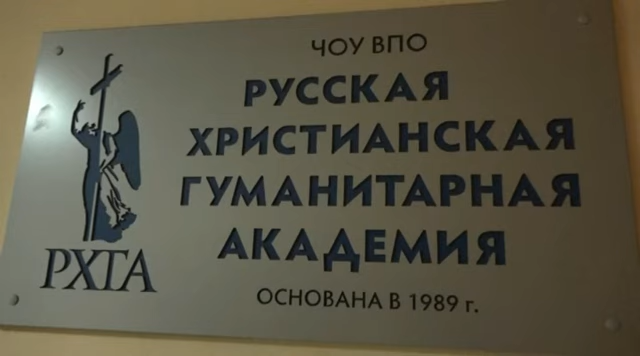 ЧОУ ВПО
РУССКАЯ
ХРИСТИАНСКАЯ
ГУМАНИТАРНАЯ
АКАДЕМИЯ
РХГА
ОСНОВАНА В 1989 г.